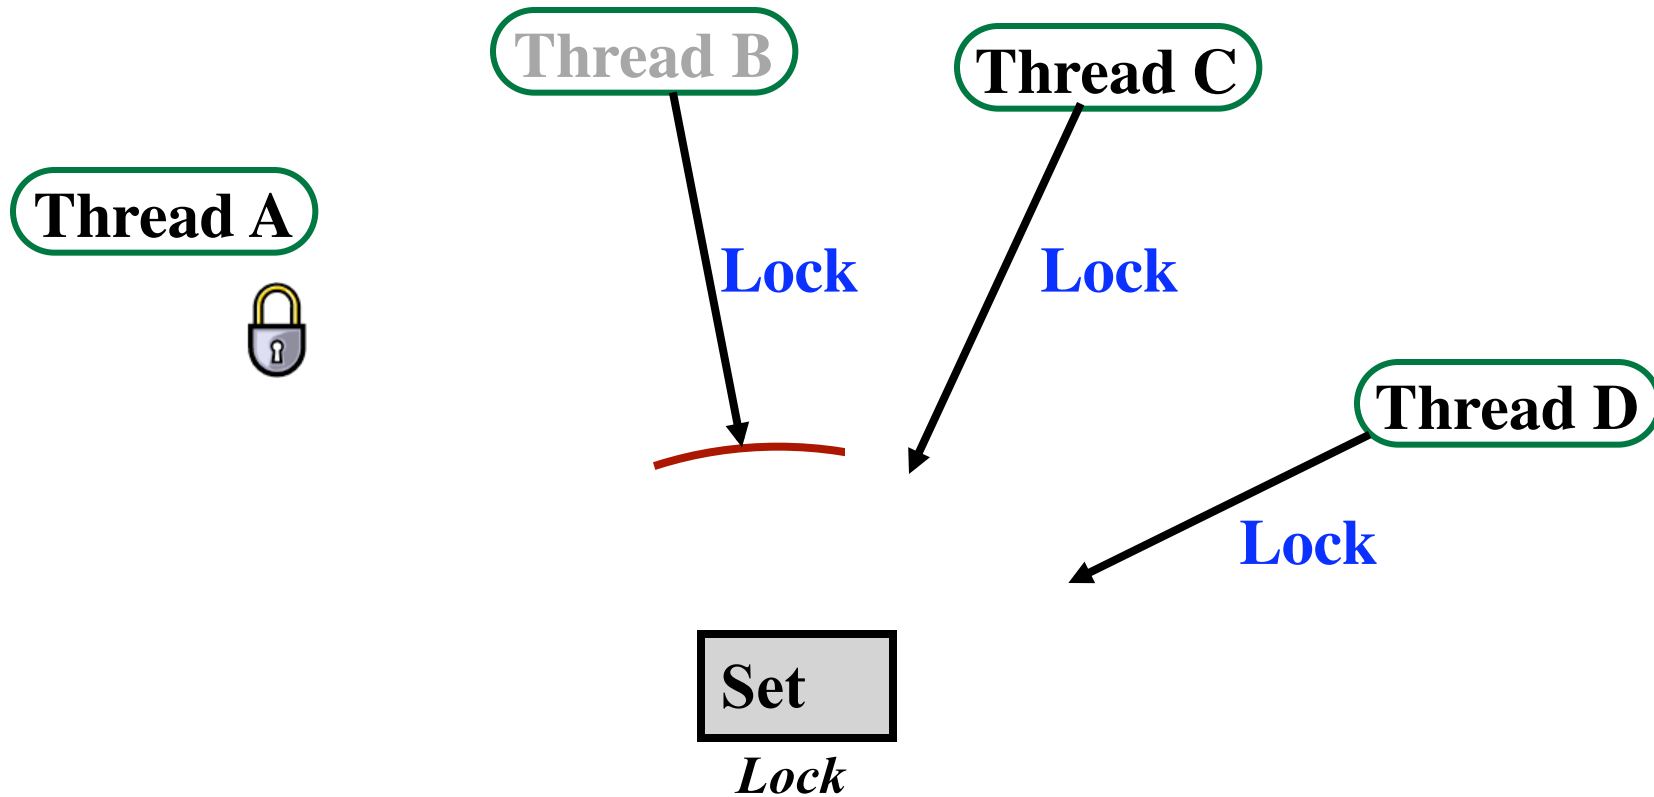 Thread B
Thread C
Thread A
Lock
Lock
Thread D
Lock
Set
Lock